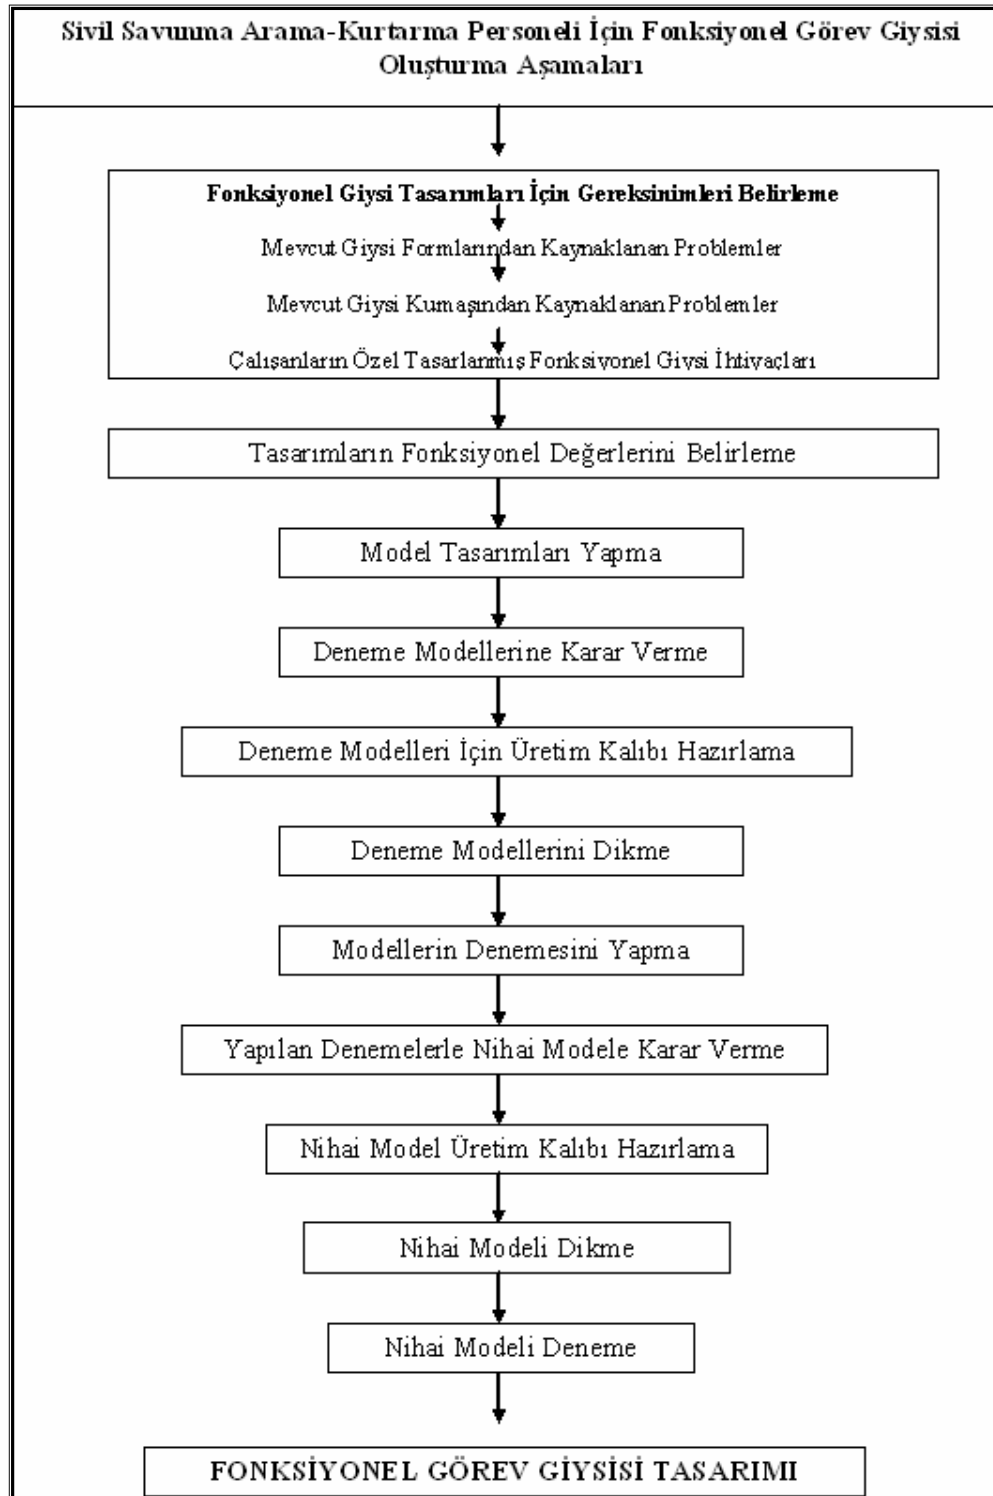 Sivil Savunma Arama-Kurtarma Personeli İçin Fonksiyonel Görev Giysisi
Oluşturma Aşamaları
Fonksiyonel Giysi Tasarımları İçin Gereksinimleri Belirleme
Mevcut Giysi Formlarından Kaynaklanan Problemler
Mevcut Giysi Kumaşından Kaynaklanan Problemler
Çalışanların Özel Tasarlanmış Fonksiyonel Giysi İhtiyaçları
Tasarımların Fonksiyonel Değerlerini Belirleme
Model Tasarımları Yapma
Deneme Modellerine Karar Verme
Deneme Modelleri İçin Üretim Kalıbı Hazırlama
Deneme Modellerini Dikme
Modellerin Denemesini Yapma
Yapılan Denemelerle Nihai Modele Karar Verme
Nihai Model Üretim Kalıbı Hazırlama
Nihai Modeli Dikme
Nihai Modeli Deneme
FONKSİYONEL GÖREV GİYSİSİ TASARIMI